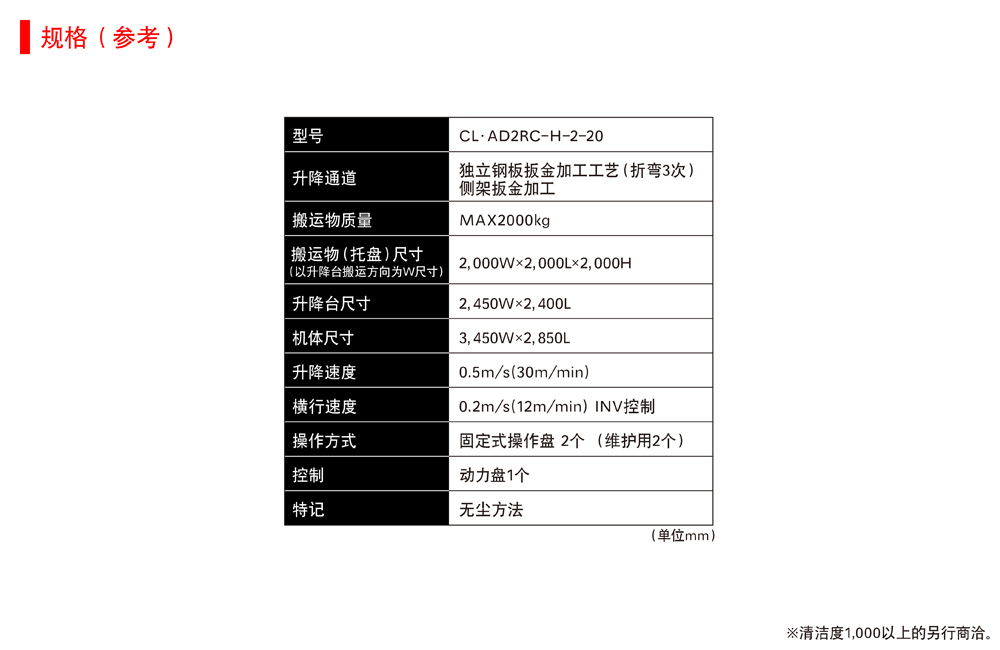 规格（参考）
型号 CL·AD2RC-H-2-20
升降通道 独立钢板扳金加工工艺（折弯3次）
侧架扳金加工
搬运物质量 MAX2000kg
搬运物（托盘）尺寸
（以升降台搬运方向为W尺寸） 2,000W×2,000L×2,000H
升降台尺寸 2,450W×2,400L
机体尺寸 3,450W×2,850L
升降速度 0.5m/s(30m/min)
横行速度 0.2m/s(12m/min) INV控制
操作方式 固定式操作盘 2个 （维护用2个）
控制 动力盘1个
特记 无尘方法
（单位mm）
※清洁度1,000以上的另行商洽。